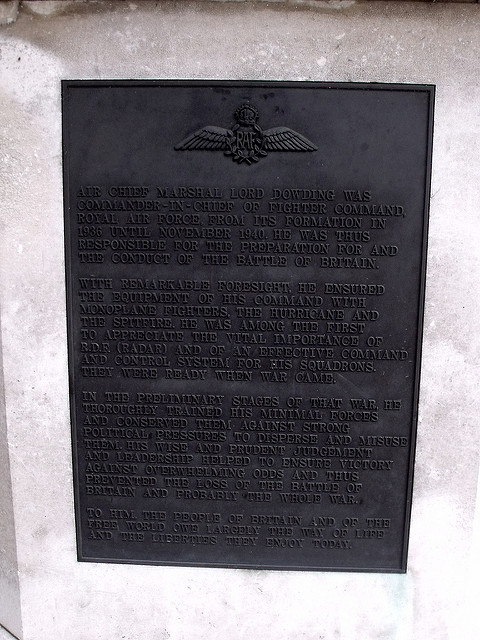 RAF
AIR CHIEF MARSHAL LORD DOWDING WAS
COMMANDER-IN-CHIEF OF FIGHTER COMMAND,
ROYAL AIR FORCE, FROM ITS FORMATION IN
1936 UNTIL NOVEMBER 1940. HE WAS THUS
RESPONSIBLE FOR THE PREPARATION FOR AND
THE CONDUCT OF THE BATTLE OF BRITAIN.
WITH REMARKABLE FORESIGHT, HE ENSURED
THE EQUIPMENT OF HIS COMMAND WITH
MONOPLANE FIGHTERS, THE HURRICANE AND
THE SPITFIRE. HE WAS AMONG THE FIRST
TO APPRECIATE THE VITAL IMPORTANCE OF
R.D.F. (RADAR) AND OF AN EFFECTIVE COMMAND
AND CONTROL SYSTEM FOR HIS SQUADRONS.
THEY WERE READY WHEN WAR CAME.
IN THE PRELIMINARY STAGES OF THAT WAR, HE
THOROUGHLY TRAINED HIS MINIMAL FORCES
AND CONSERVED THEM AGAINST STRONG
POLITICAL PRESSURES TO DISPERSE AND MISUSE
THEM. HIS WISE AND PRUDENT JUDGEMENT
AND LEADERSHIP HELPED TO ENSURE VICTORY
AGAINST OVERWHELMING ODDS AND THUS
PREVENTED THE LOSS OF THE BATTLE OF
BRITAIN AND PROBABLY THE WHOLE WAR.
TO HIM, THE PEOPLE OF BRITAIN AND OF THE
FREE WORLD OWE LARGELY THE WAY OF LIFE
AND THE LIBERTIES THEY ENJOY TODAY.